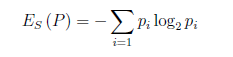 E_S(P) = − ∑_{i=1} p_i log_2 p_i